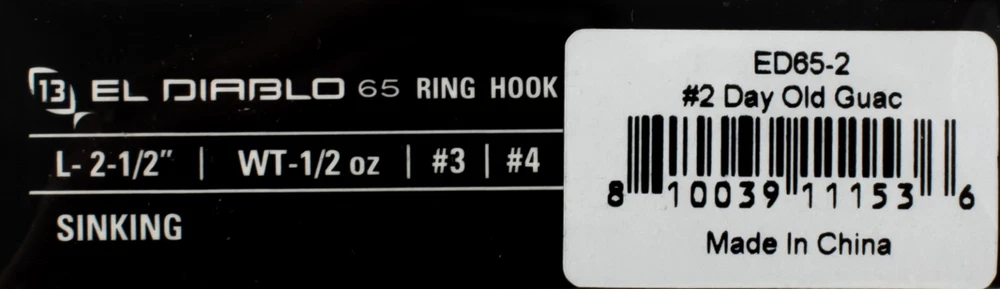 13 EL DIABLO 65 RING HOOK
L- 2-1/2" | WT-1/2 oz | #3 | #4
SINKING
ED65-2
#2 Day Old Guac
8 10039 11153 6
Made In China